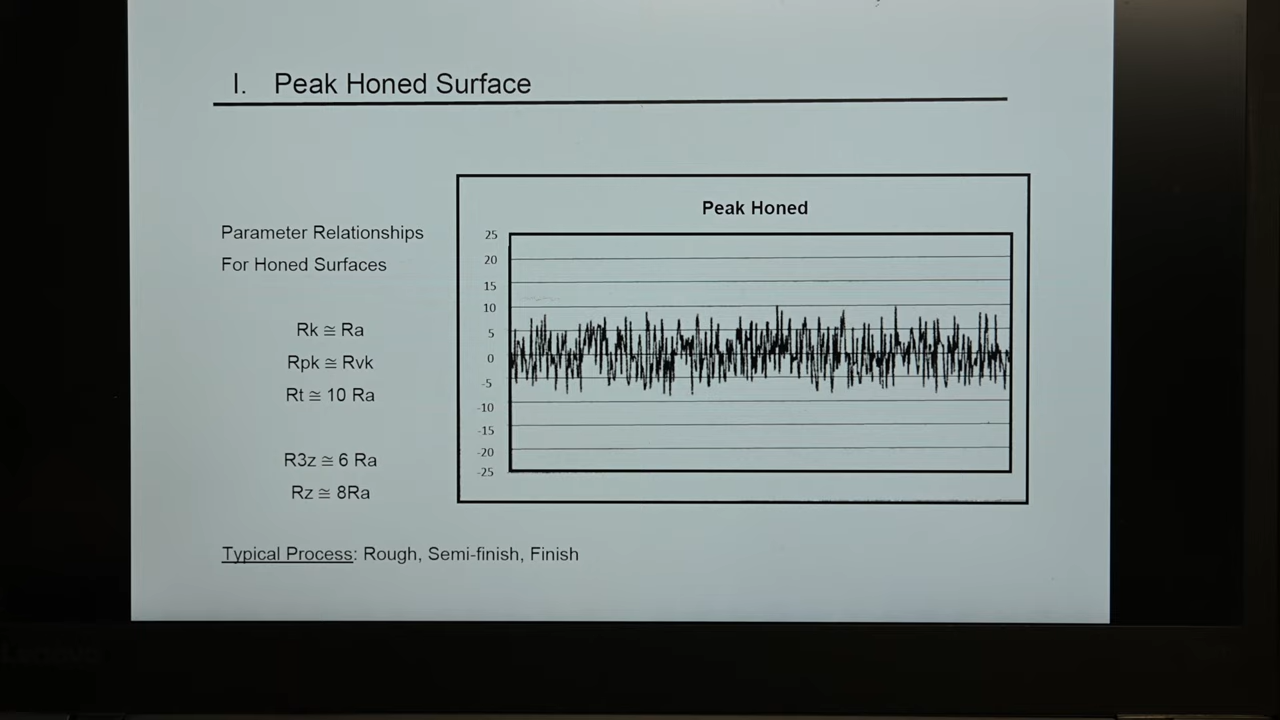 I. Peak Honed Surface
Parameter Relationships
For Honed Surfaces
Rk ≅ Ra
Rpk ≅ Rvk
Rt ≅ 10 Ra
R3z ≅ 6 Ra
Rz ≅ 8Ra
Peak Honed
25
20
15
10
5
0
-5
-10
-15
-20
-25
Typical Process: Rough, Semi-finish, Finish